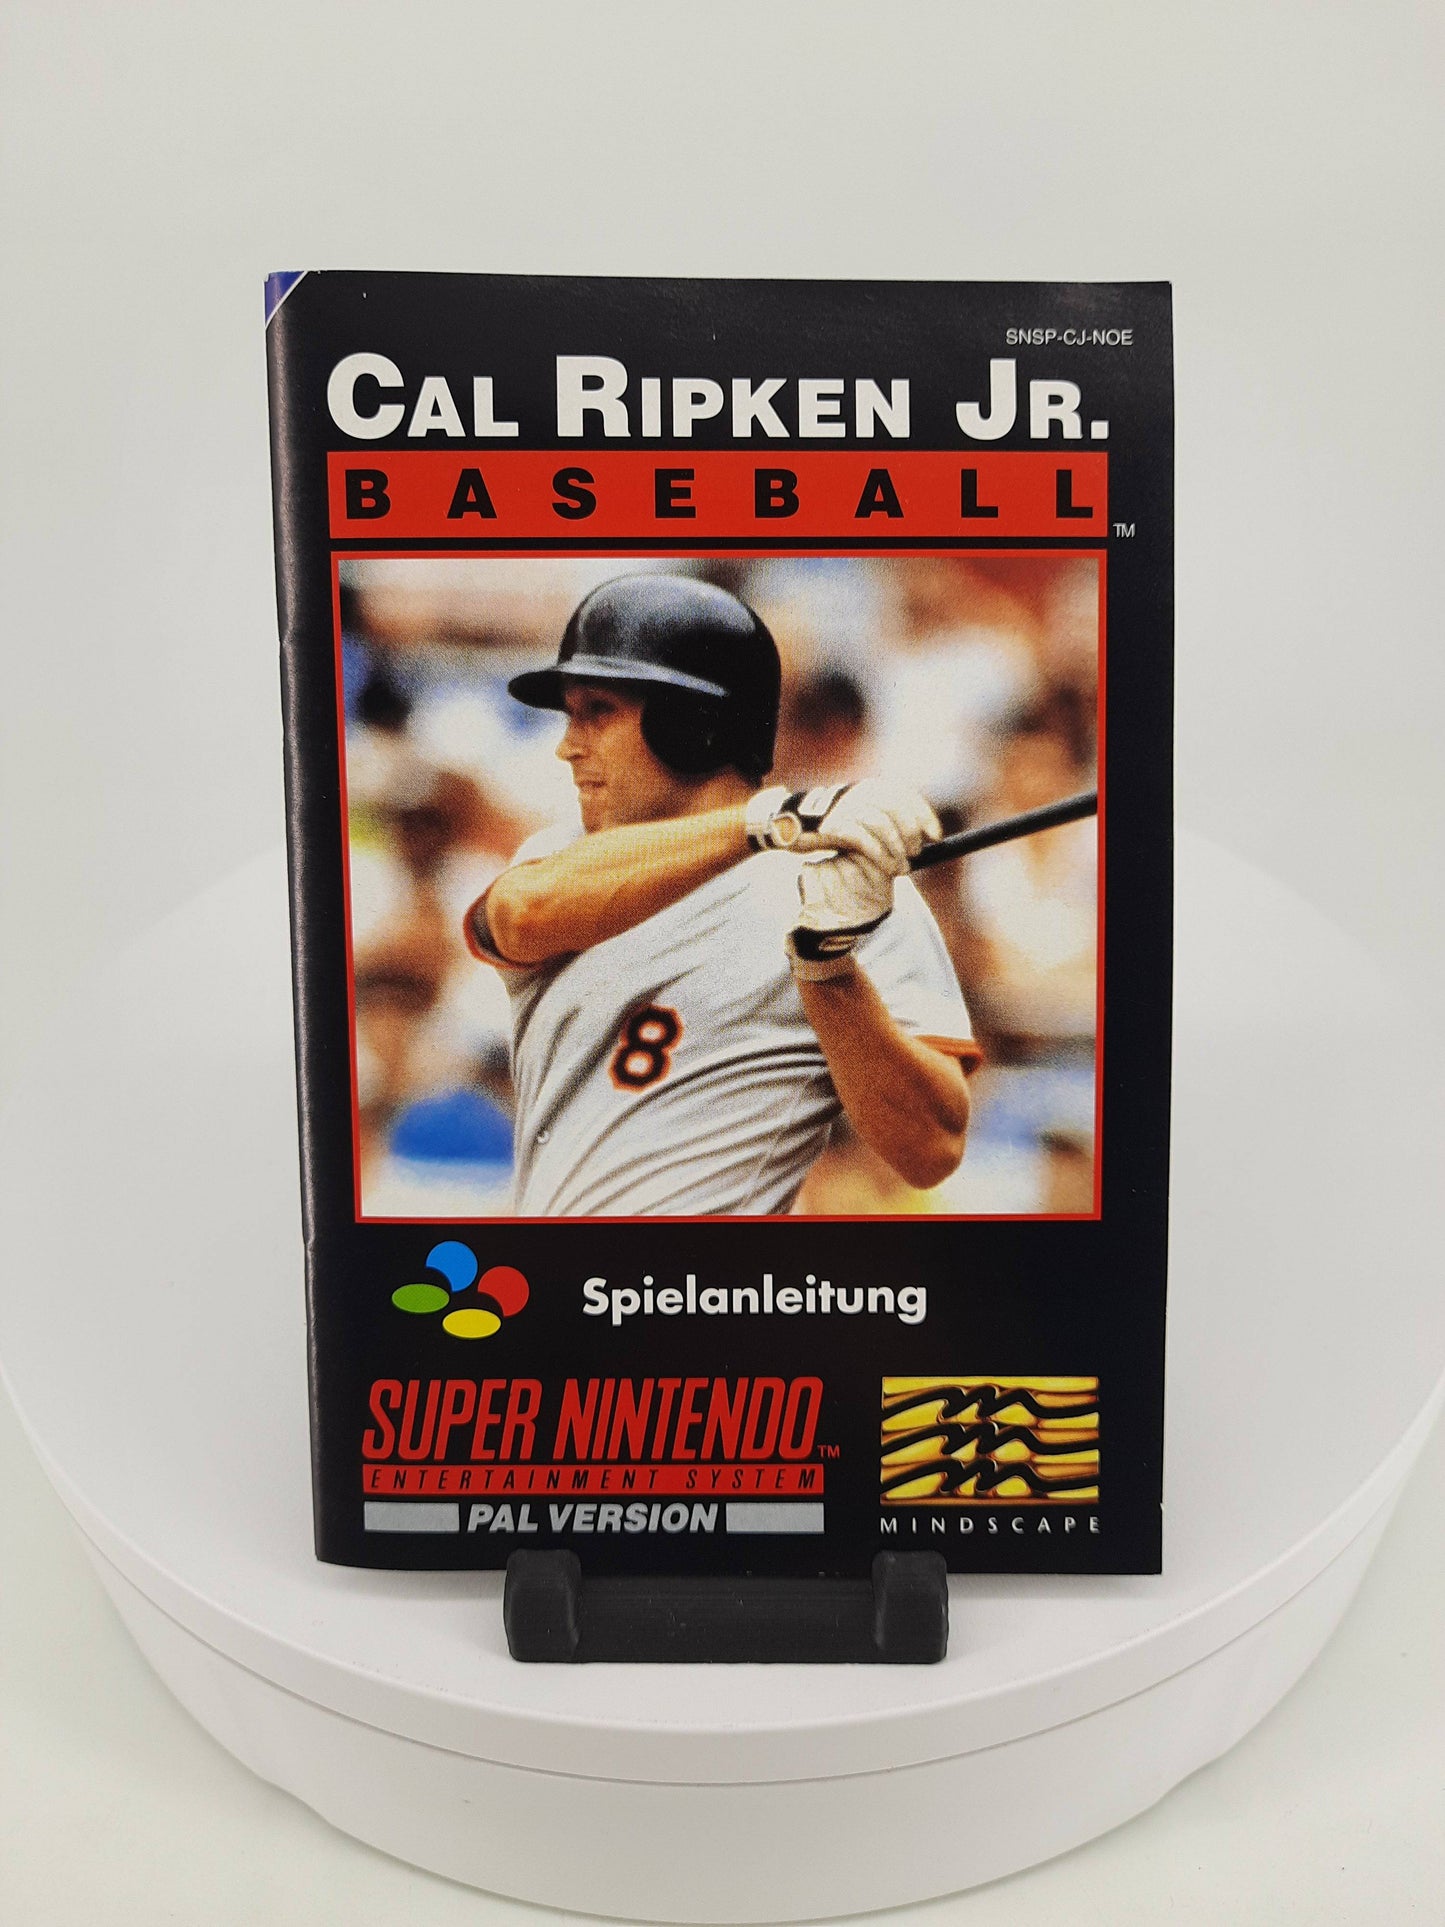 SNSP-CJ-NOE
CAL RIPKEN JR.
BASEBALL
TM
8
Spielanleitung
SUPER NINTENDO TM
ENTERTAINMENT SYSTEM
PAL VERSION
MINDSCAPE